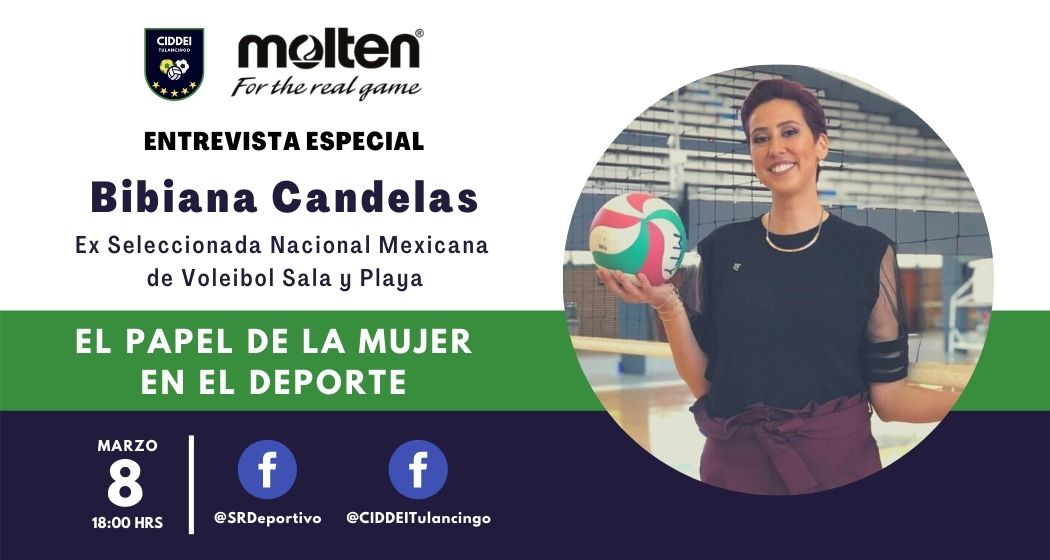 CIDDEI
TULANCINGO
molten®
For the real game
ENTREVISTA ESPECIAL
Bibiana Candelas
Ex Seleccionada Nacional Mexicana
de Voleibol Sala y Playa
EL PAPEL DE LA MUJER
EN EL DEPORTE
MARZO
8
18:00 HRS
@SRDeportivo
@CIDDEITulancingo
MTY